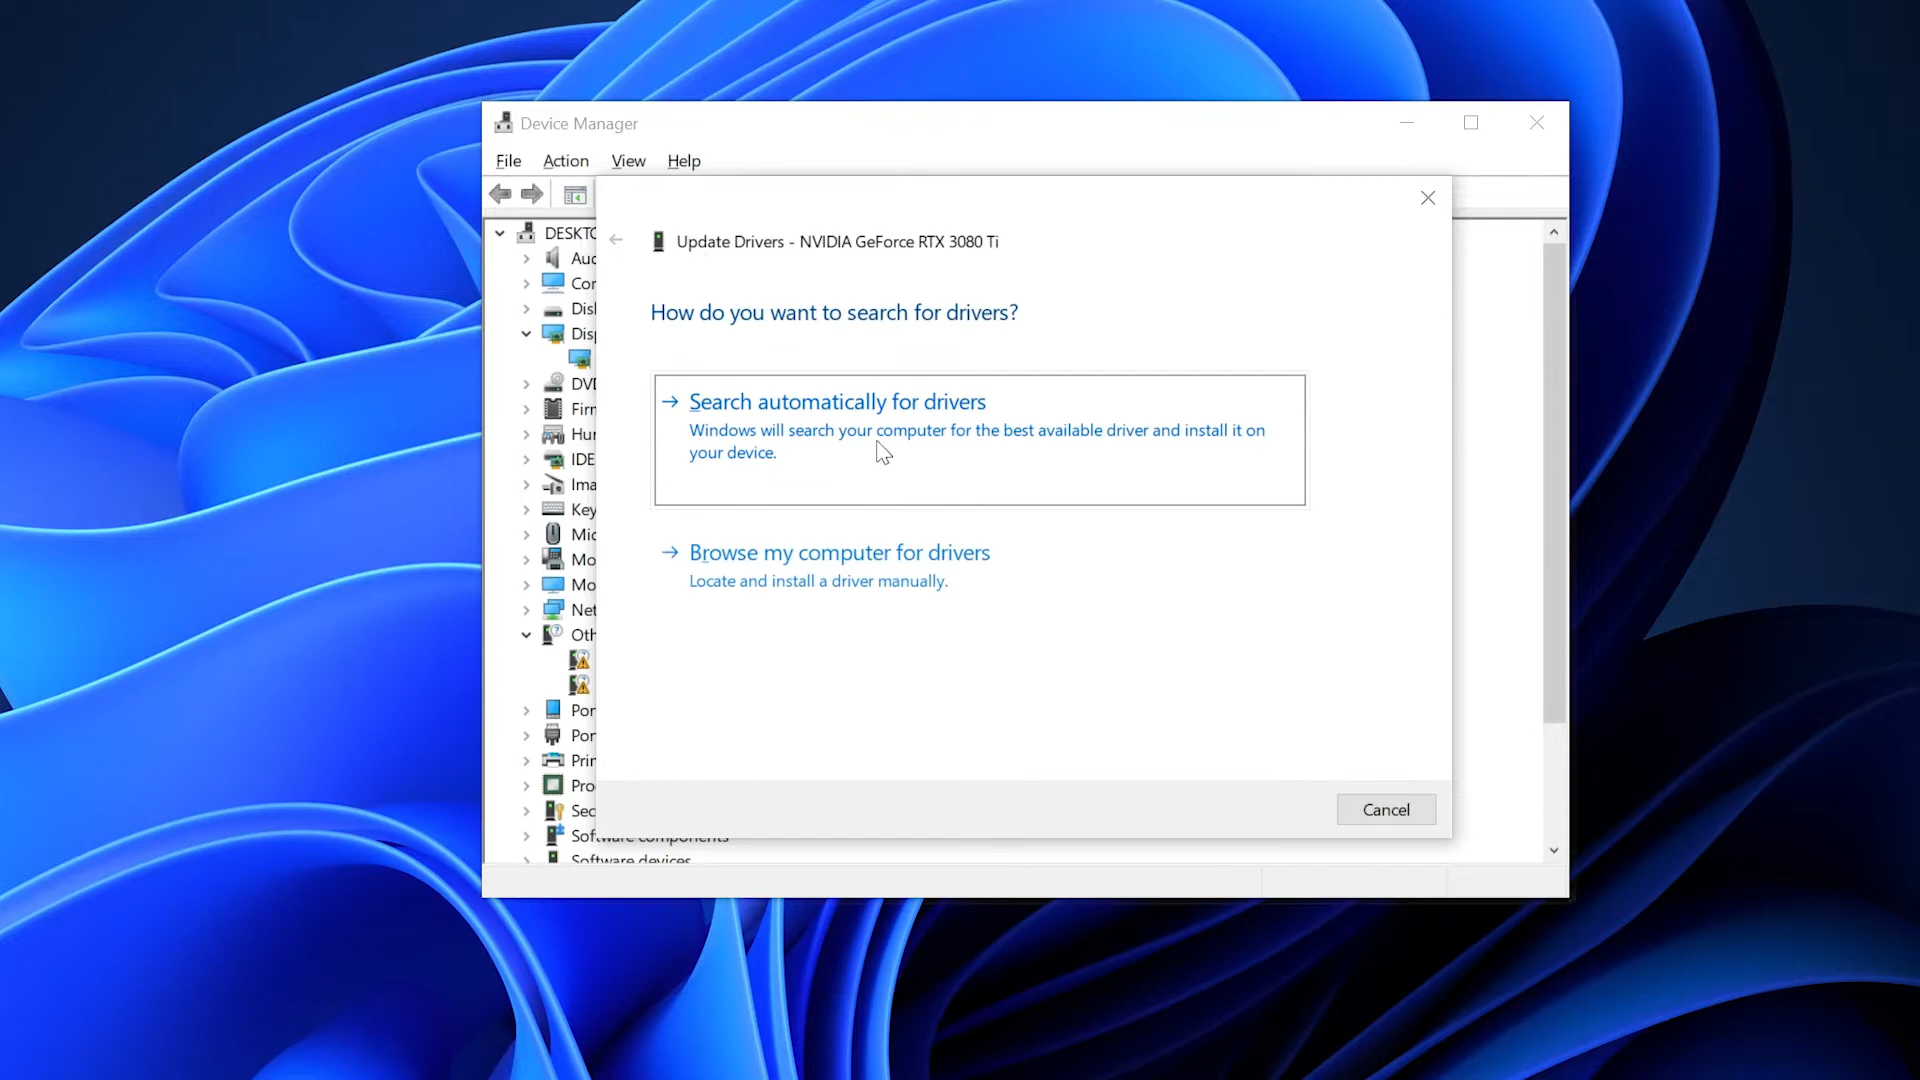 Device Manager
File Action View Help
Update Drivers - NVIDIA GeForce RTX 3080 Ti
How do you want to search for drivers?
Search automatically for drivers
Windows will search your computer for the best available driver and install it on
your device.
Browse my computer for drivers
Locate and install a driver manually.
Cancel
DESKTO
Aud
Con
Disk
Disp
DVD
Firm
Hum
IDE
Ima
Key
Mic
Mo
Mo
Net
Oth
Por
Por
Prin
Pro
Sec
Software components
Software devices